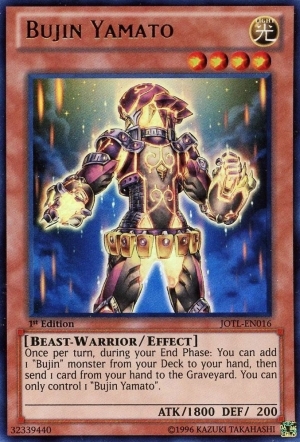 Bujin Yamato
LIGHT
光
JOTL-EN016
1st Edition
[Beast-Warrior/Effect]
Once per turn, during your End Phase: You can add
1 "Bujin" monster from your Deck to your hand, then
send 1 card from your hand to the Graveyard. You can
only control 1 "Bujin Yamato".
ATK/1800 DEF/ 200
32339440
©1996 KAZUKI TAKAHASHI